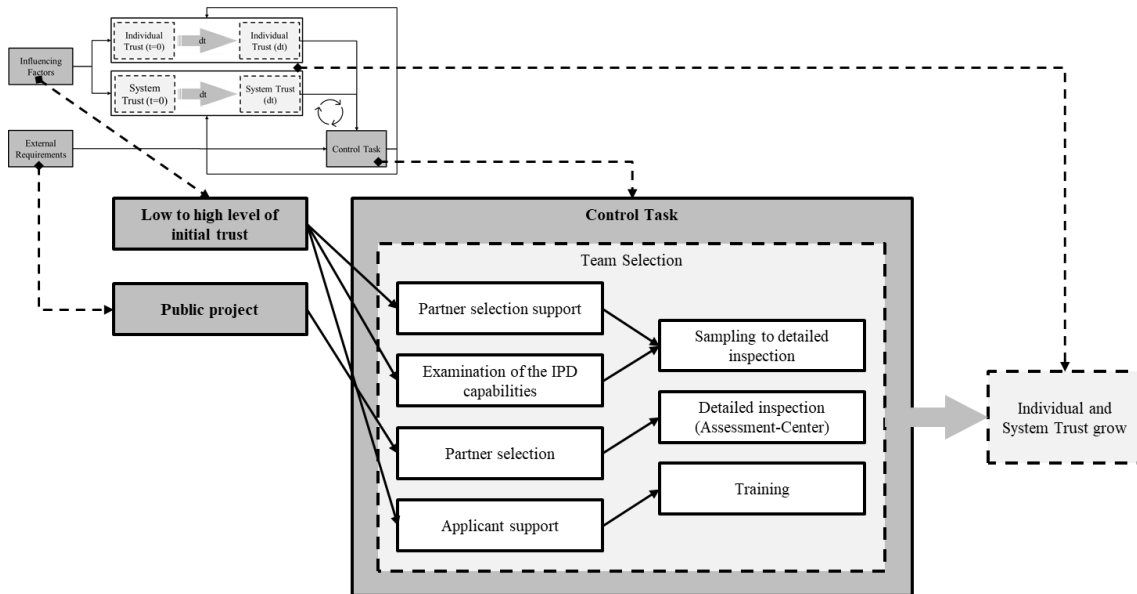 Individual
Trust (t=0)
dt
Individual
Trust (dt)
Influencing
Factors
System
Trust (t=0)
dt
System Trust
(dt)
External
Requirements
Control Task
Low to high level of
initial trust
Public project
Control Task
Team Selection
Partner selection support
Examination of the IPD
capabilities
Partner selection
Applicant support
Sampling to detailed
inspection
Detailed inspection
(Assessment-Center)
Training
Individual and
System Trust grow